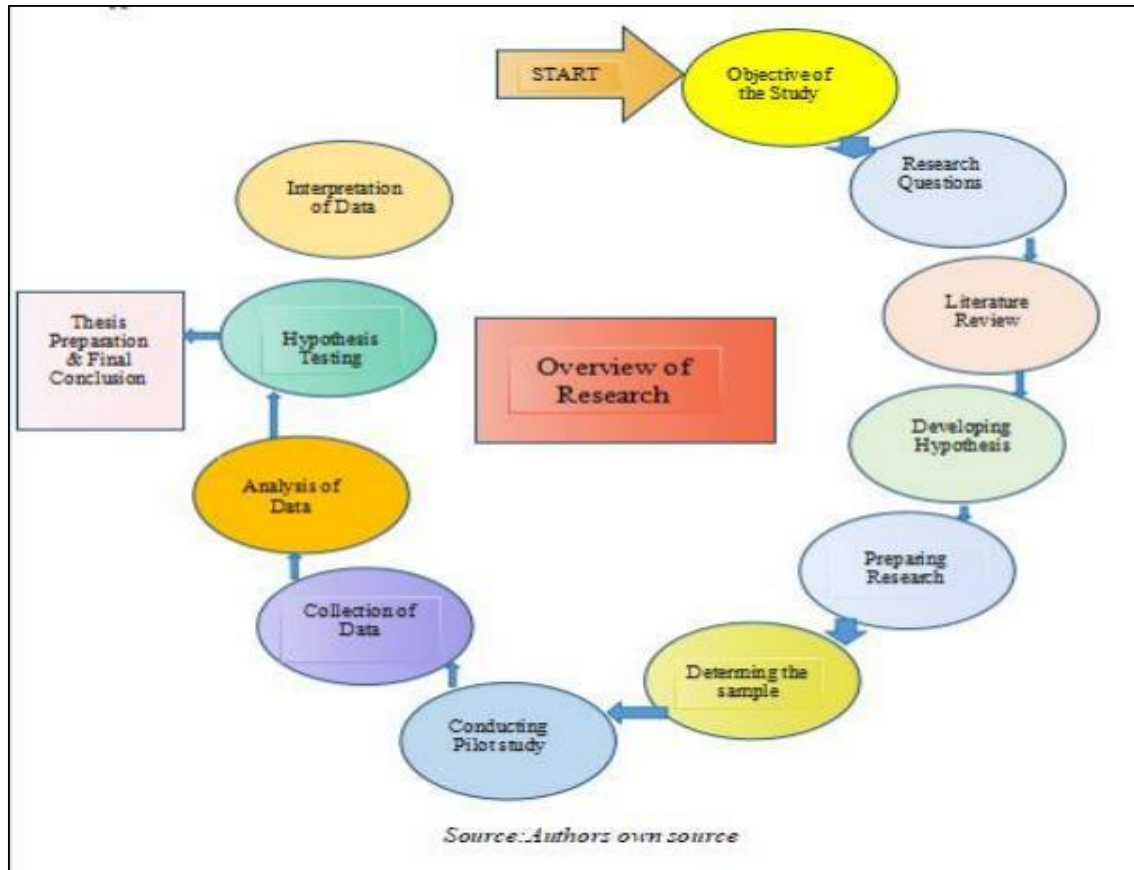 START
Objective of
the Study
Research
Questions
Literature
Review
Developing
Hypothesis
Preparing
Research
Determing the
sample
Conducting
Pilot study
Collection of
Data
Analysis of
Data
Hypothesis
Testing
Interpretation
of Data
Thesis
Preparation
& Final
Conclusion
Overview of
Research
Source:Authors own source